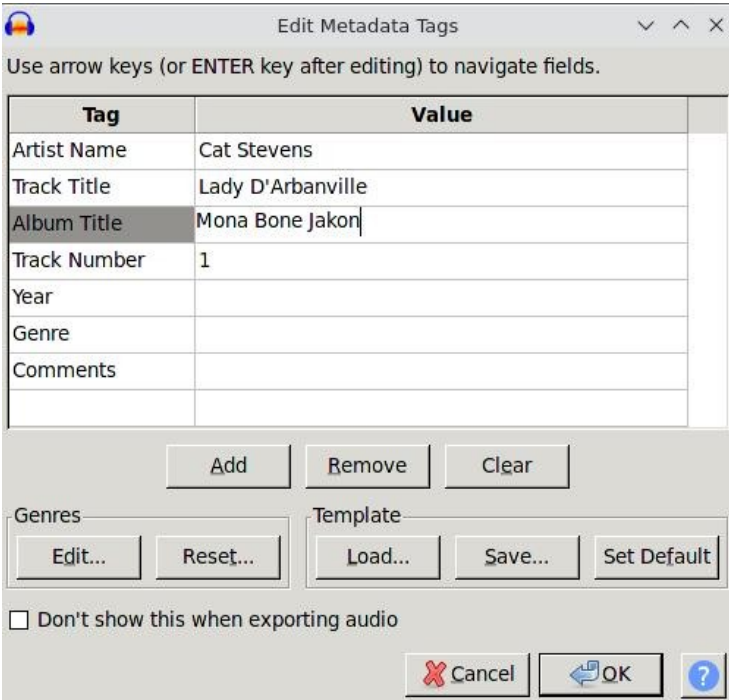 Edit Metadata Tags
Use arrow keys (or ENTER key after editing) to navigate fields.
Tag Value
Artist Name Cat Stevens
Track Title Lady D'Arbanville
Album Title Mona Bone Jakon
Track Number 1
Year
Genre
Comments
Add Remove Clear
Genres Template
Edit... Reset... Load... Save... Set Default
Don't show this when exporting audio
Cancel OK ?